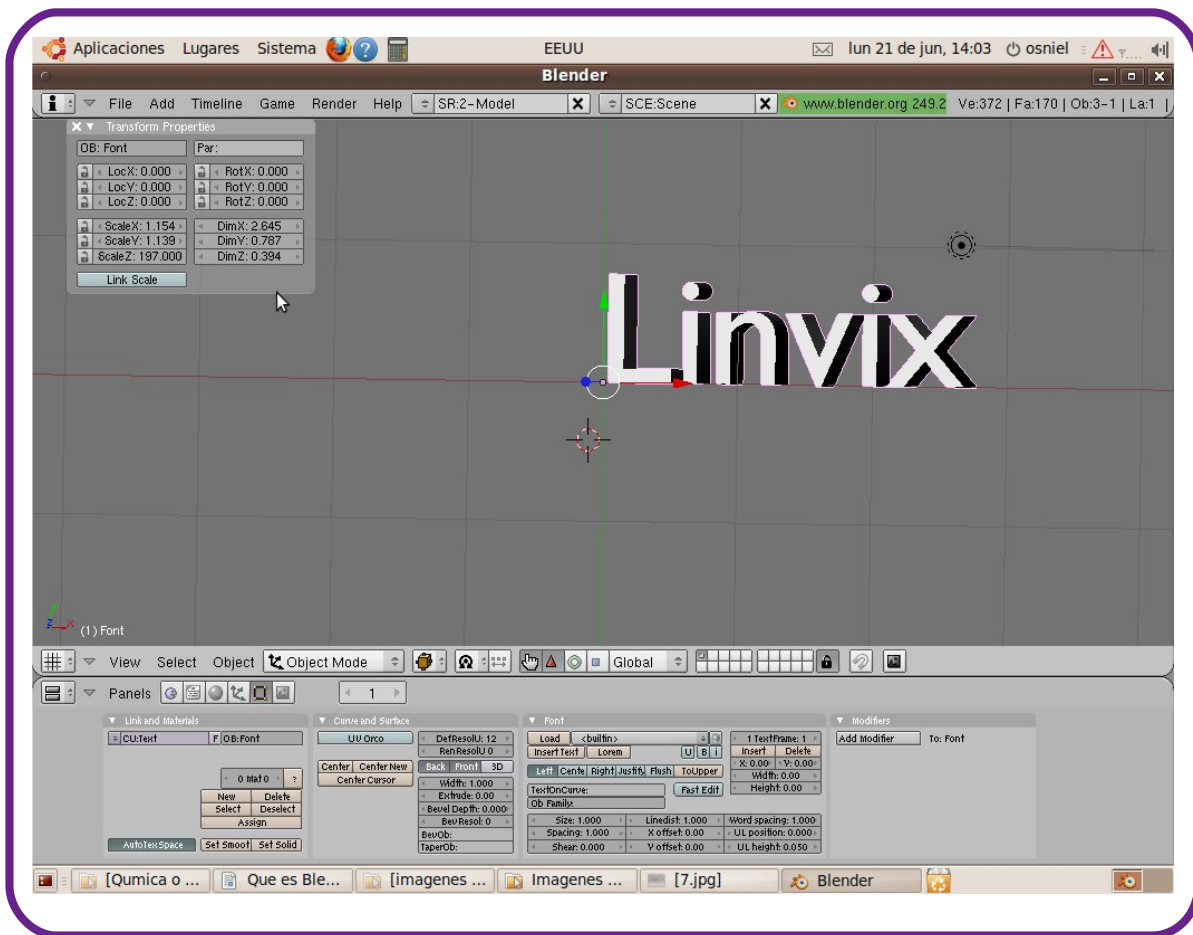 Aplicaciones Lugares Sistema EEUU lun 21 de jun, 14:03 osniel
Blender
File Add Timeline Game Render Help SR:2-Model X SCE:Scene X www.blender.org 249.2 Ve:372 | Fa:170 | Ob:3-1 | La:1
Transform Properties
OB: Font Par:
LocX: 0.000 RotX: 0.000
LocY: 0.000 RotY: 0.000
LocZ: 0.000 RotZ: 0.000
ScaleX: 1.154 DimX: 2.645
ScaleY: 1.139 DimY: 0.787
ScaleZ: 197.000 DimZ: 0.394
Link Scale
Linvix
z x
(1) Font
View Select Object Object Mode Global
Panels 1
Link and Materials
CU:Text F OB:Font
0 Mat 0 ?
New Delete
Select Deselect
Assign
AutoTexSpace Set Smoot Set Solid
Curve and Surface
UV Orco DefResolU: 12
RenResolU 0
Center Center New Back Front 3D
Center Cursor Width: 1.000
Extrude: 0.00
Bevel Depth: 0.000
BevResol: 0
BevOb:
TaperOb:
Font
Load <builtin> 1 TextFrame: 1
Insert Text Lorem U B i Insert Delete
X: 0.00 Y: 0.00
Left Cente Right Justify Flush ToUpper Width: 0.00
TextOnCurve: Fast Edit Height: 0.00
Ob Family:
Size: 1.000 Linedist: 1.000 Word spacing: 1.000
Spacing: 1.000 X offset: 0.00 UL position: 0.000
Shear: 0.000 Y offset: 0.00 UL height: 0.050
Modifiers
Add Modifier To: Font
[Qumica o ... Que es Ble... [imagenes ... Imagenes ... [7.jpg] Blender